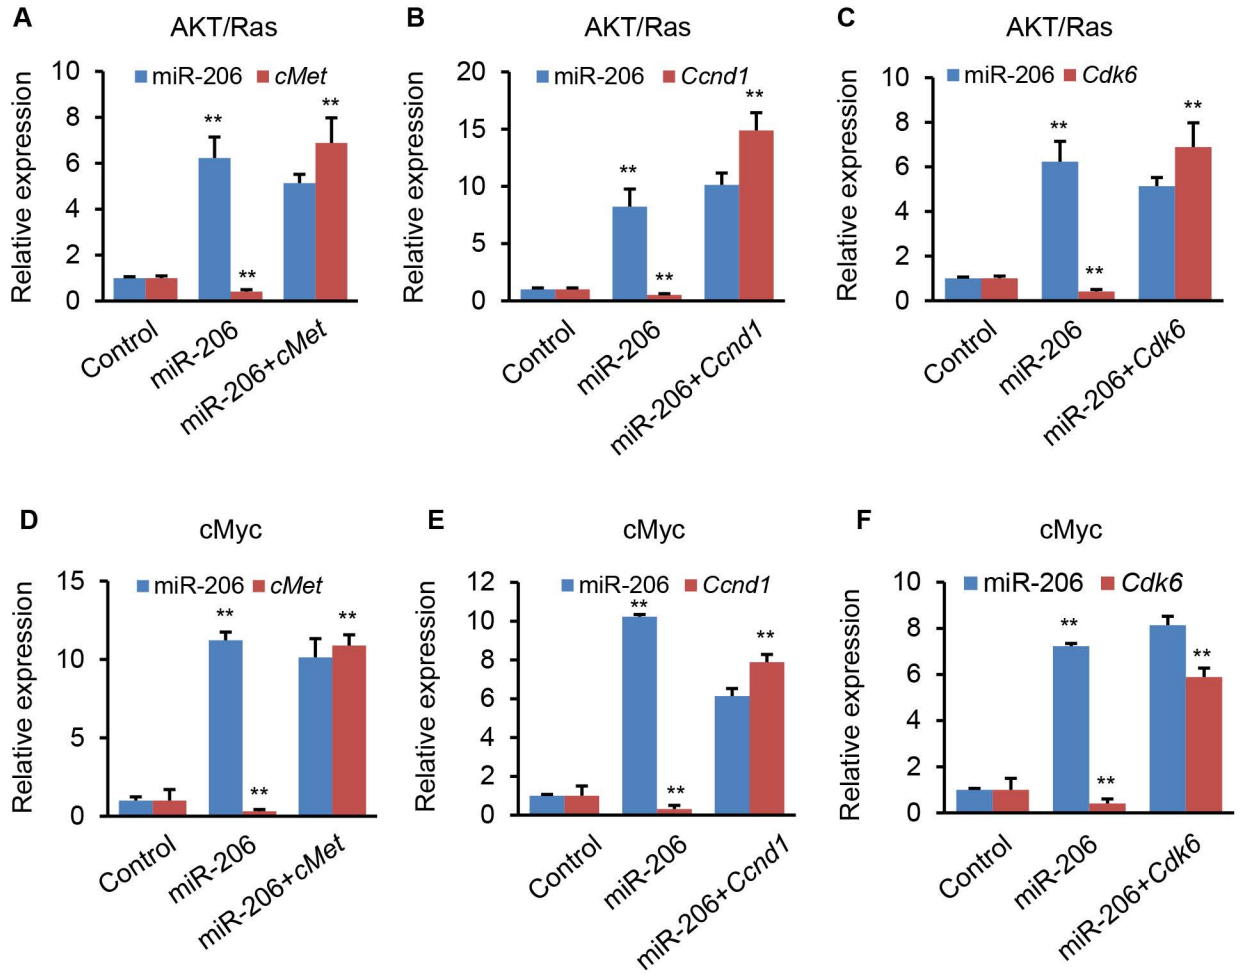 A
AKT/Ras
miR-206 cMet
Relative expression
10
8
6
4
2
0
**
**
**
Control
miR-206
miR-206+cMet
B
AKT/Ras
miR-206 Ccnd1
Relative expression
20
15
10
5
0
**
**
**
Control
miR-206
miR-206+Ccnd1
C
AKT/Ras
miR-206 Cdk6
Relative expression
10
8
6
4
2
0
**
**
**
Control
miR-206
miR-206+Cdk6
D
cMyc
miR-206 cMet
Relative expression
15
10
5
0
**
**
**
Control
miR-206
miR-206+cMet
E
cMyc
miR-206 Ccnd1
Relative expression
12
10
8
6
4
2
0
**
**
**
Control
miR-206
miR-206+Ccnd1
F
cMyc
miR-206 Cdk6
Relative expression
10
8
6
4
2
0
**
**
**
Control
miR-206
miR-206+Cdk6